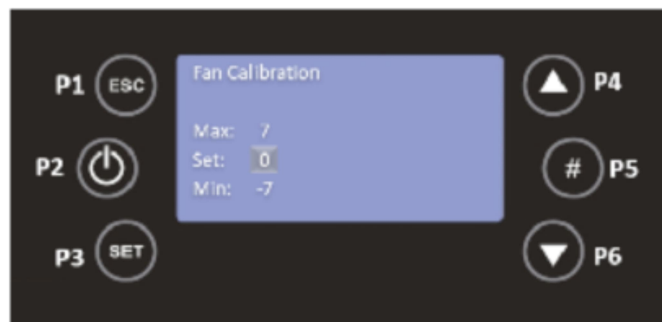 P1 ESC
Fan Calibration
P4
Max: 7
P2
Set: 0
# P5
Min: -7
P3 SET
P6